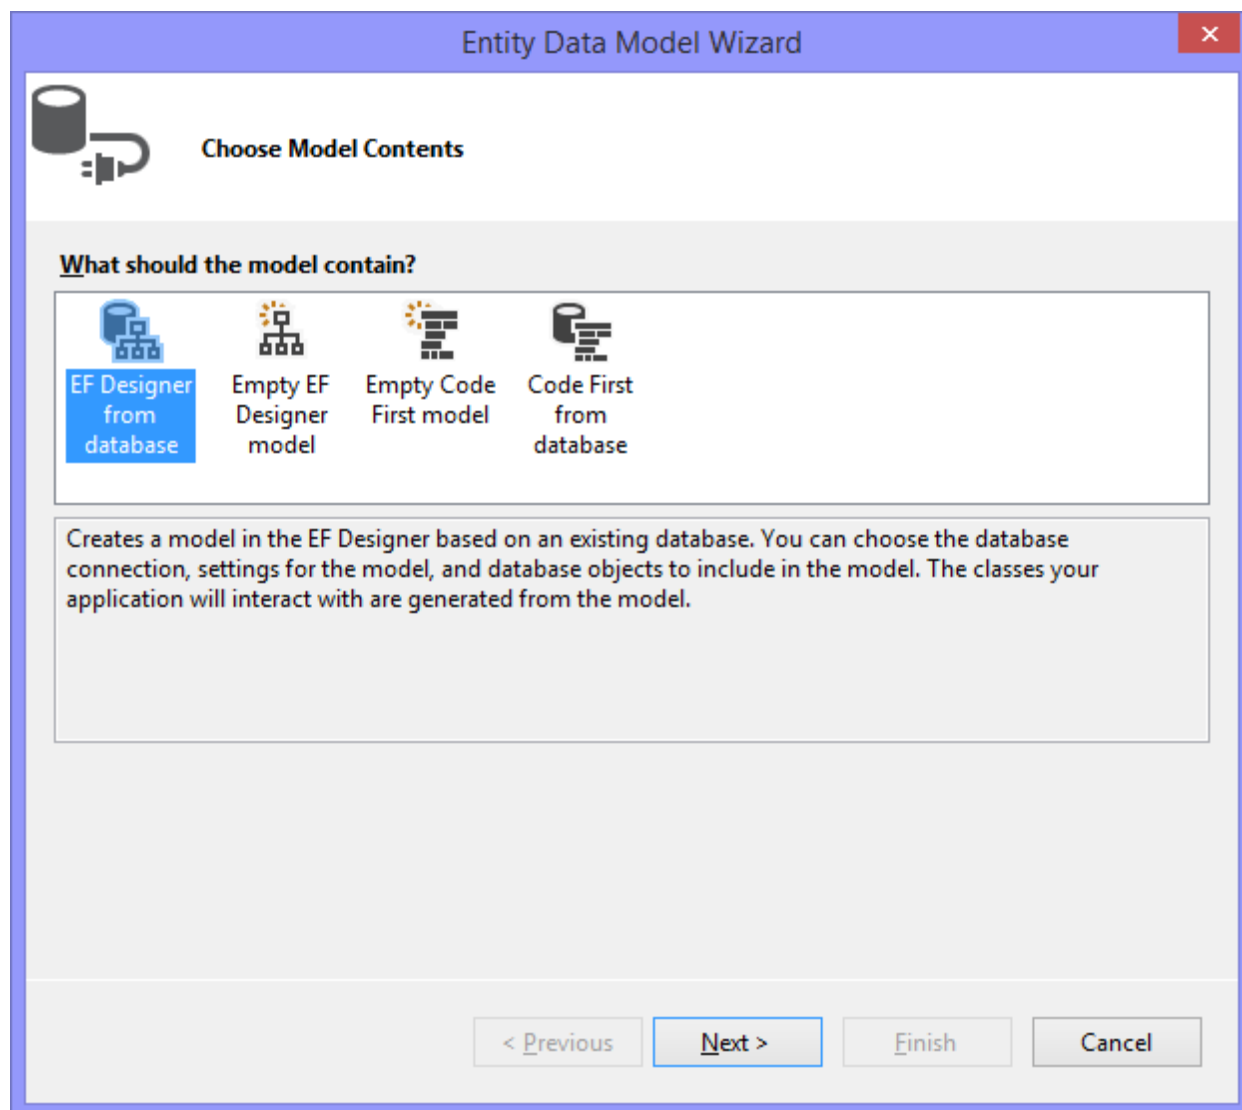 Entity Data Model Wizard
Choose Model Contents
What should the model contain?
EF Designer
from
database
Empty EF
Designer
model
Empty Code
First model
Code First
from
database
Creates a model in the EF Designer based on an existing database. You can choose the database
connection, settings for the model, and database objects to include in the model. The classes your
application will interact with are generated from the model.
< Previous
Next >
Finish
Cancel